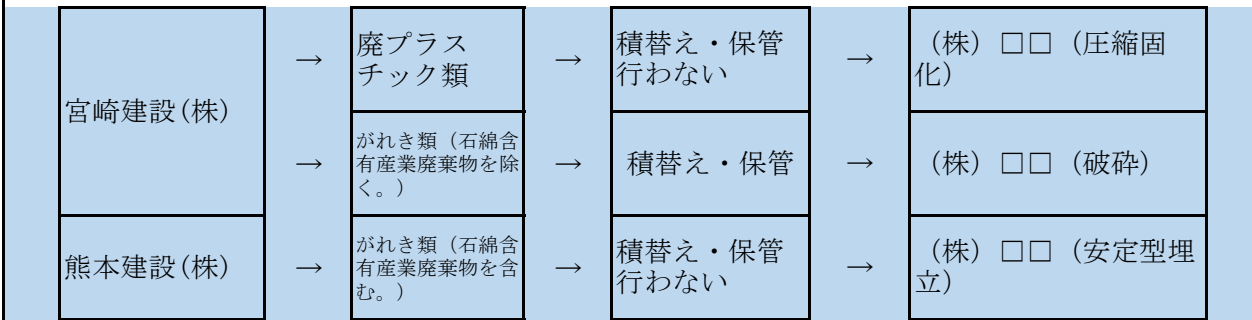 宮崎建設(株)
→
廃プラス
チック類
→
積替え・保管
行わない
→
（株）□□（圧縮固
化）
→
がれき類（石綿含
有産業廃棄物を除
く。）
→
積替え・保管
→
（株）□□（破砕）
熊本建設(株)
→
がれき類（石綿含
有産業廃棄物を含
む。）
→
積替え・保管
行わない
→
（株）□□（安定型埋
立）